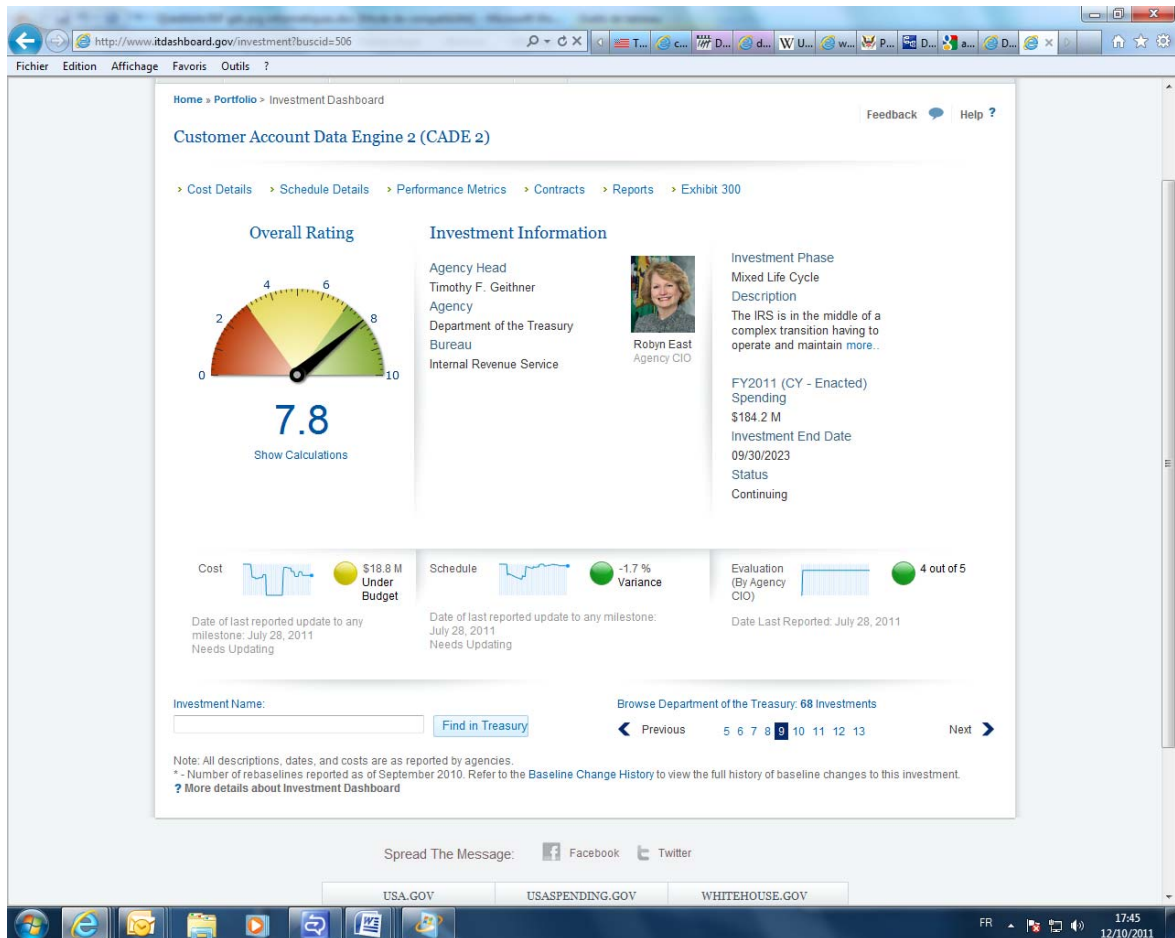 http://www.itdashboard.gov/investment?buscid=506
T... c... D... d... W U... w... P... D... a... D...
Fichier Edition Affichage Favoris Outils ?
Home » Portfolio > Investment Dashboard
Feedback Help ?
Customer Account Data Engine 2 (CADE 2)
› Cost Details › Schedule Details › Performance Metrics › Contracts › Reports › Exhibit 300
Overall Rating
0 2 4 6 8 10
7.8
Show Calculations
Investment Information
Agency Head
Timothy F. Geithner
Agency
Department of the Treasury
Bureau
Internal Revenue Service
Robyn East
Agency CIO
Investment Phase
Mixed Life Cycle
Description
The IRS is in the middle of a
complex transition having to
operate and maintain more..
FY2011 (CY - Enacted)
Spending
$184.2 M
Investment End Date
09/30/2023
Status
Continuing
Cost
$18.8 M
Under
Budget
Date of last reported update to any
milestone: July 28, 2011
Needs Updating
Schedule
-1.7 %
Variance
Date of last reported update to any milestone:
July 28, 2011
Needs Updating
Evaluation
(By Agency
CIO)
4 out of 5
Date Last Reported: July 28, 2011
Investment Name:
Find in Treasury
Browse Department of the Treasury: 68 Investments
Previous 5 6 7 8 9 10 11 12 13 Next
Note: All descriptions, dates, and costs are as reported by agencies.
* - Number of rebaselines reported as of September 2010. Refer to the Baseline Change History to view the full history of baseline changes to this investment.
? More details about Investment Dashboard
Spread The Message: Facebook Twitter
USA.GOV USASPENDING.GOV WHITEHOUSE.GOV
FR
17:45
12/10/2011